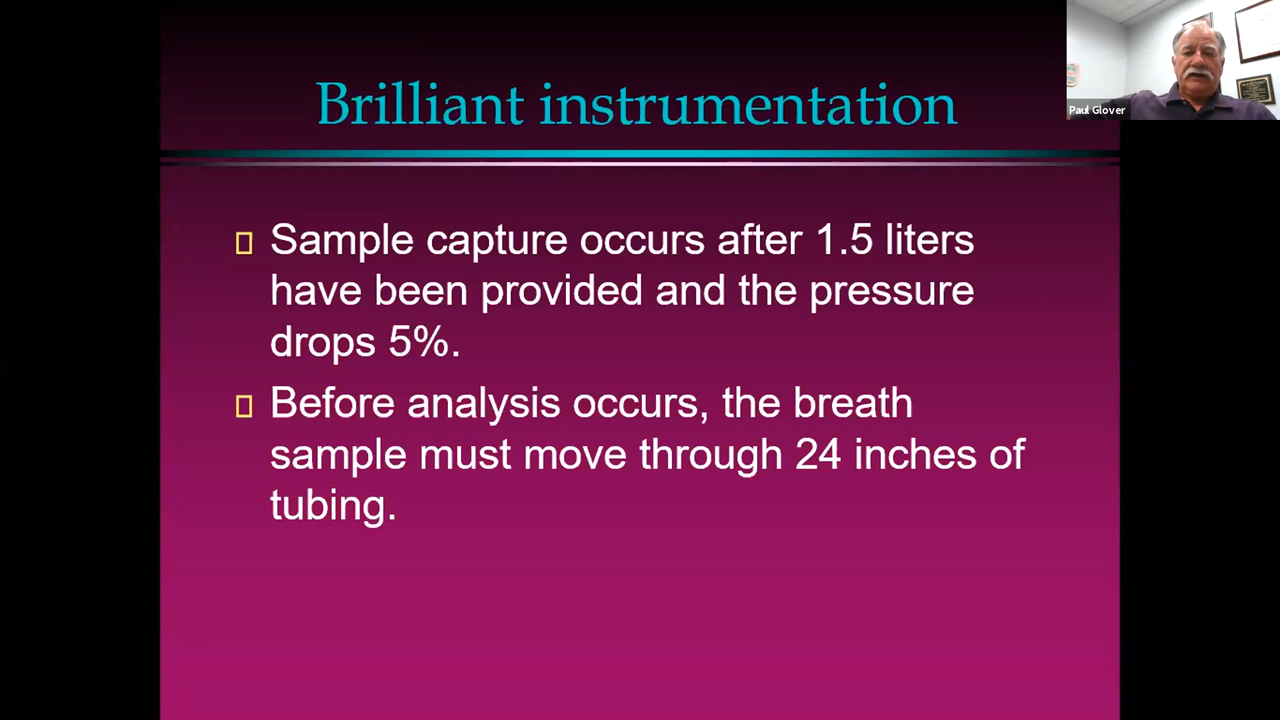 Brilliant instrumentation
Paul Glover
Sample capture occurs after 1.5 liters
have been provided and the pressure
drops 5%.
Before analysis occurs, the breath
sample must move through 24 inches of
tubing.